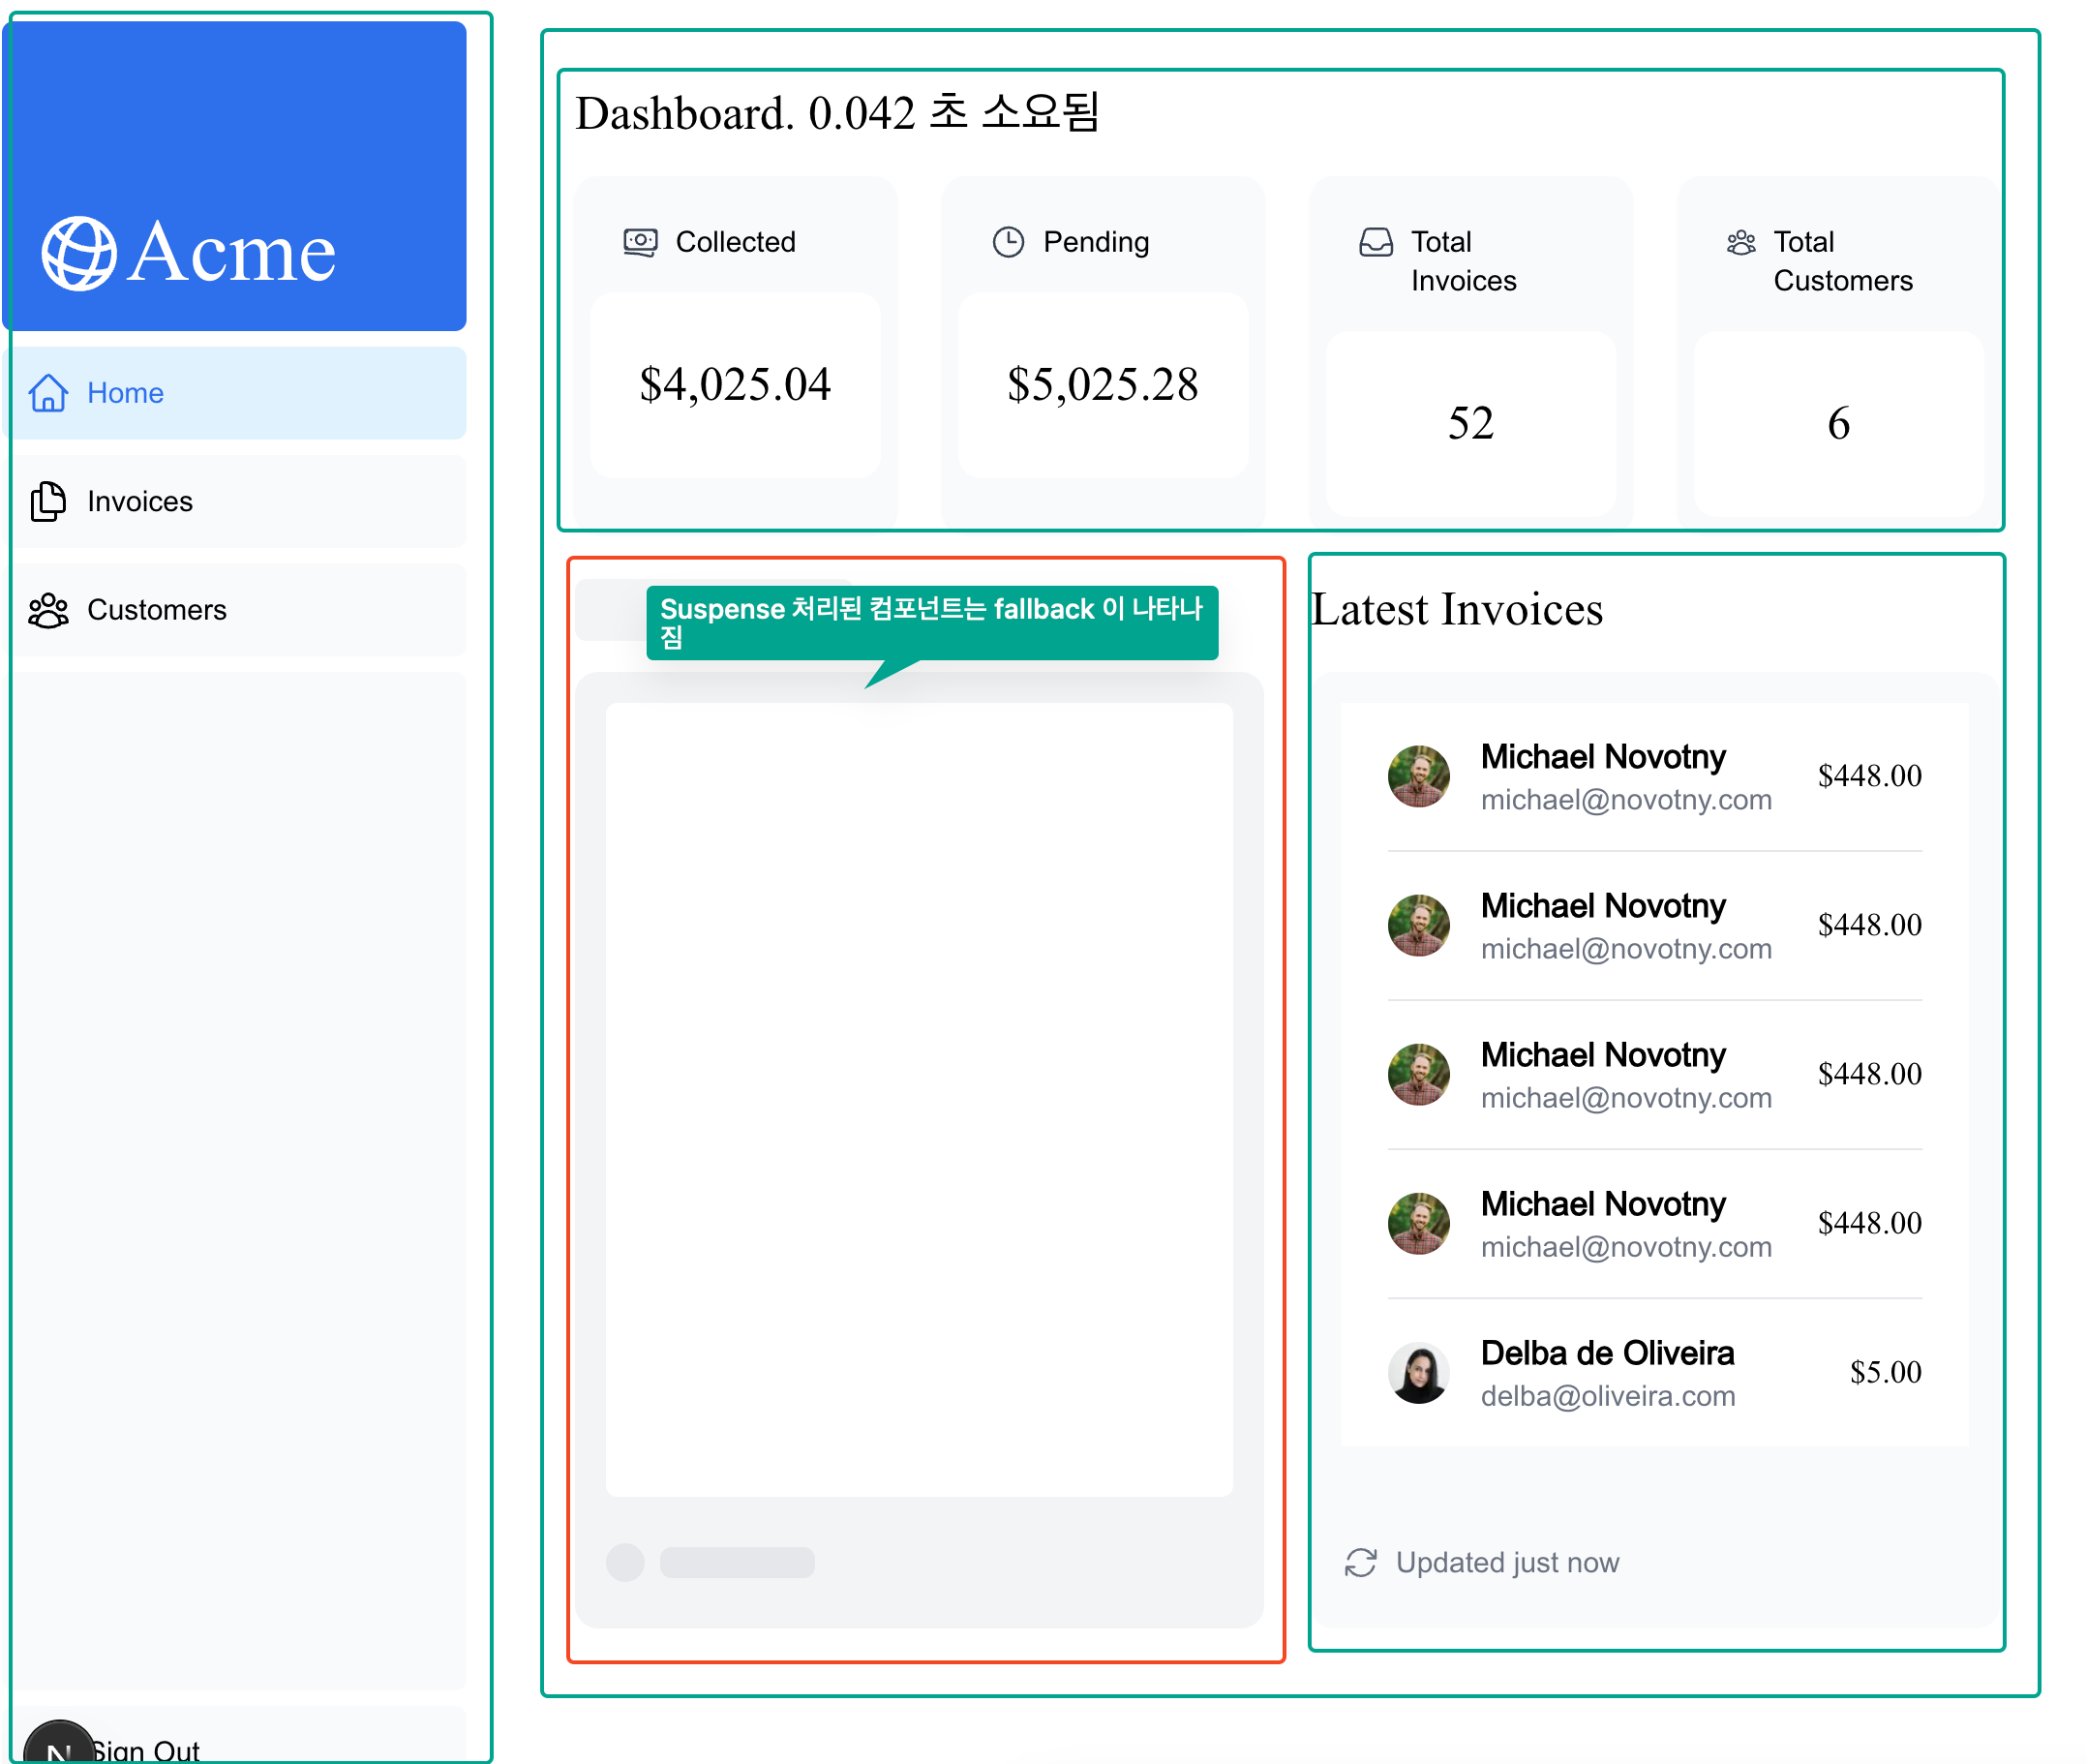 Acme
Home
Invoices
Customers
Sign Out
N
Dashboard. 0.042 초 소요됨
Collected
$4,025.04
Pending
$5,025.28
Total
Invoices
52
Total
Customers
6
Suspense 처리된 컴포넌트는 fallback 이 나타나
짐
Latest Invoices
Michael Novotny
michael@novotny.com
$448.00
Michael Novotny
michael@novotny.com
$448.00
Michael Novotny
michael@novotny.com
$448.00
Michael Novotny
michael@novotny.com
$448.00
Delba de Oliveira
delba@oliveira.com
$5.00
Updated just now